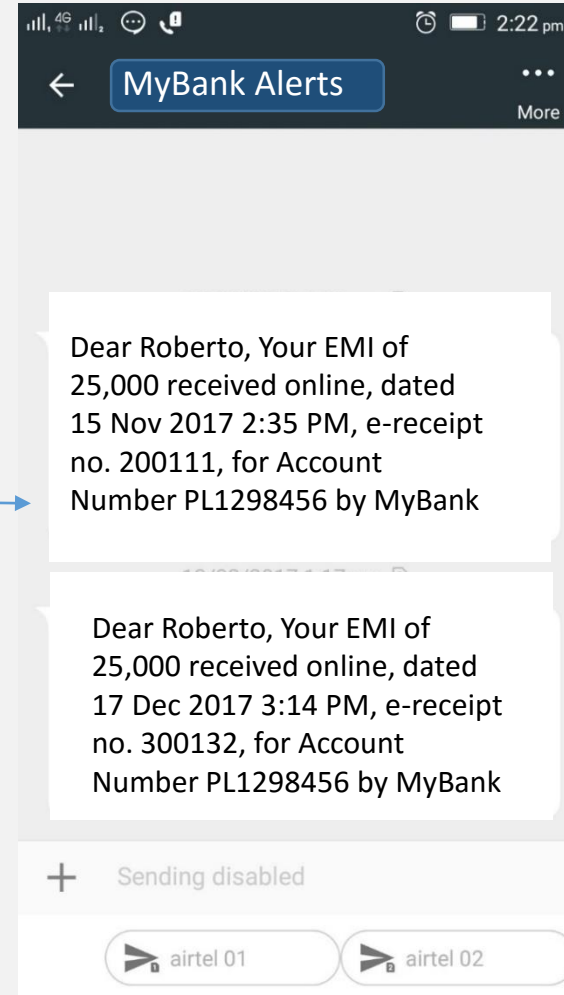 4G 2:22 pm
MyBank Alerts
More
Dear Roberto, Your EMI of
25,000 received online, dated
15 Nov 2017 2:35 PM, e-receipt
no. 200111, for Account
Number PL1298456 by MyBank
Dear Roberto, Your EMI of
25,000 received online, dated
17 Dec 2017 3:14 PM, e-receipt
no. 300132, for Account
Number PL1298456 by MyBank
Sending disabled
airtel 01 airtel 02